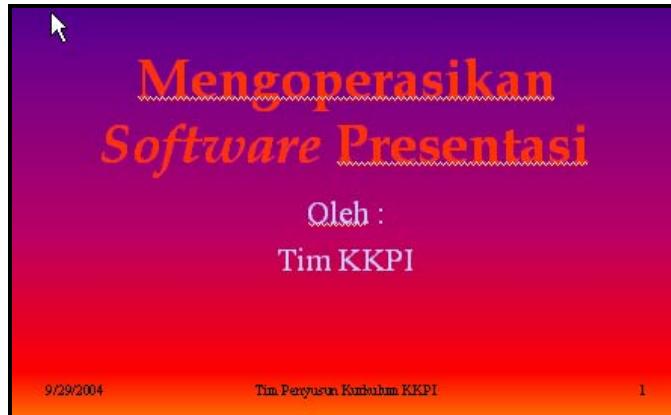 Mengoperasikan
Software Presentasi
Oleh :
Tim KKPI
9/29/2004 Tim Penyusun Kurikulum KKPI 1